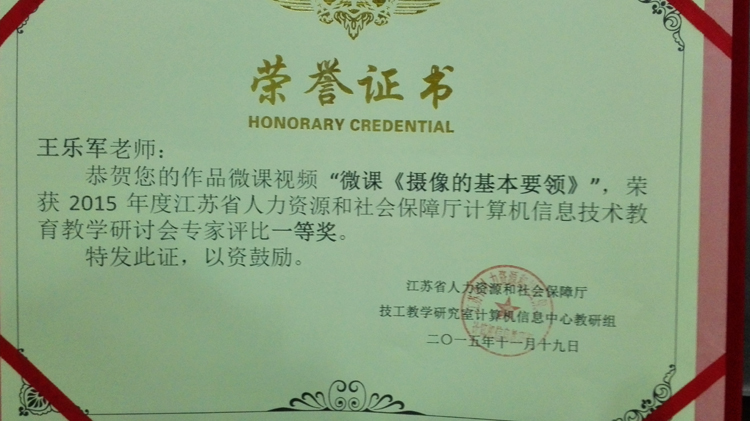 荣誉证书
HONORARY CREDENTIAL
王乐军老师：
恭贺您的作品微课视频“微课《摄像的基本要领》”，荣
获 2015 年度江苏省人力资源和社会保障厅计算机信息技术教
育教学研讨会专家评比一等奖。
特发此证，以资鼓励。
江苏省人力资源和社会保障厅
技工教学研究室计算机信息中心教研组
二〇一五年十一月十九日